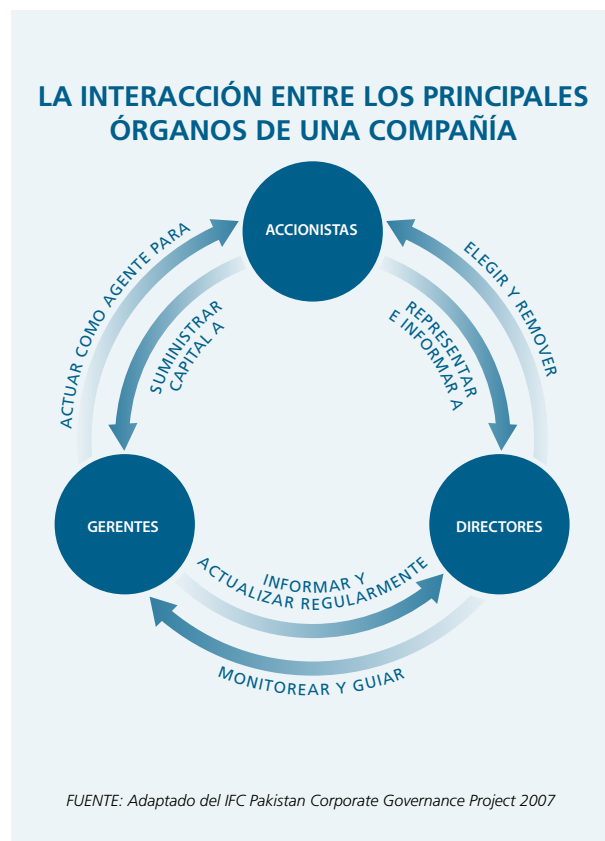 LA INTERACCIÓN ENTRE LOS PRINCIPALES
ÓRGANOS DE UNA COMPAÑÍA
ACCIONISTAS
ACTUAR COMO AGENTE PARA
SUMINISTRAR
CAPITAL A
REPRESENTAR
E INFORMAR A
ELEGIR Y REMOVER
GERENTES
DIRECTORES
INFORMAR Y
ACTUALIZAR REGULARMENTE
MONITOREAR Y GUIAR
FUENTE: Adaptado del IFC Pakistan Corporate Governance Project 2007